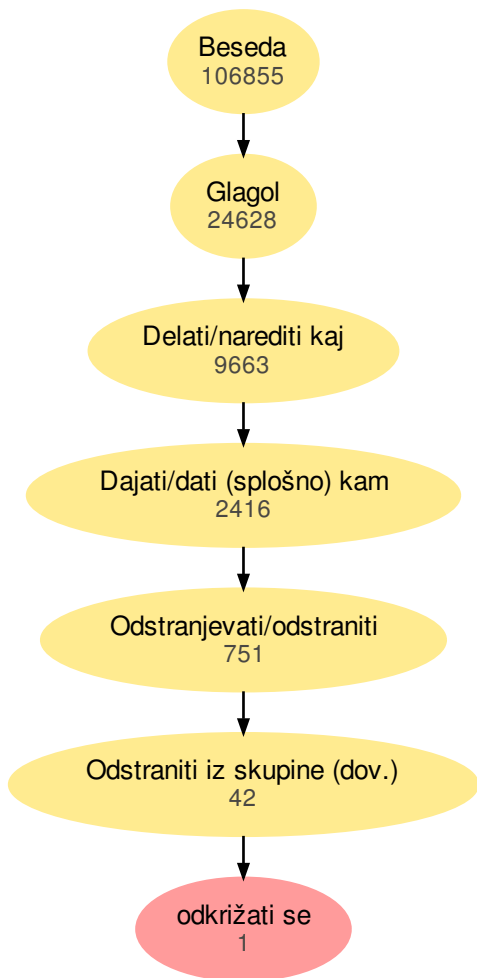 Beseda
106855
Glagol
24628
Delati/narediti kaj
9663
Dajati/dati (splošno) kam
2416
Odstranjevati/odstraniti
751
Odstraniti iz skupine (dov.)
42
odkrižati se
1